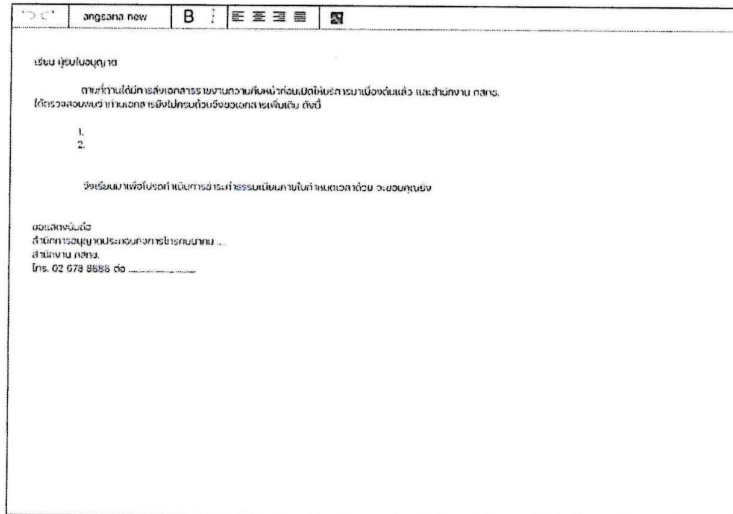 angsana new B I
เรียน ผู้รับใบอนุญาต
ตามที่ท่านได้มีการส่งเอกสารรายงานความคืบหน้าก่อนเปิดให้บริการมาเบื้องต้นแล้ว และสำนักงาน กสทช.
ได้ตรวจสอบพบว่าท่านเอกสารยังไม่ครบถ้วนจึงขอเอกสารเพิ่มเติม ดังนี้
1.
2.
จึงเรียนมาเพื่อโปรดดำเนินการชำระค่าธรรมเนียมภายในกำหนดเวลาด้วย จะขอบคุณยิ่ง
ขอแสดงนับถือ
สำนักการอนุญาตประกอบกิจการโทรคมนาคม ....
สำนักงาน กสทช.
โทร. 02 678 8888 ต่อ ....................